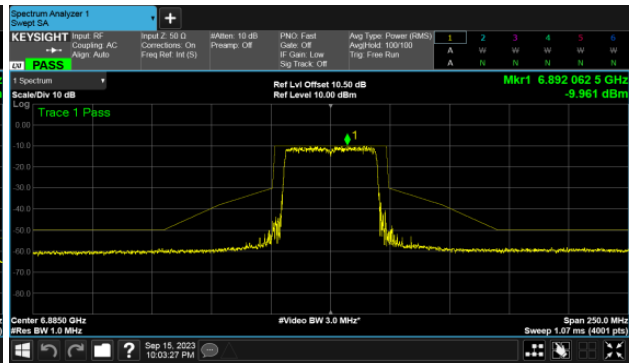 Spectrum Analyzer 1
Swept SA
+
KEYSIGHT Input: RF Input Z: 50 Ω #Atten: 10 dB PNO: Fast Avg Type: Power (RMS) 1 2 3 4 5 6
Coupling: AC Corrections: On Preamp: Off Gate: Off Avg|Hold: 100/100 A W W W W W
Align: Auto Freq Ref: Int (S) IF Gain: Low Trig: Free Run
Sig Track: Off A N N N N N
EXT PASS
1 Spectrum Ref Lvl Offset 10.50 dB Mkr1 6.892 062 5 GHz
Scale/Div 10 dB Ref Level 10.00 dBm -9.961 dBm
Log
Trace 1 Pass
0.00
1
-10.0
-20.0
-30.0
-40.0
-50.0
-60.0
-70.0
-80.0
Center 6.8850 GHz #Video BW 3.0 MHz* Span 250.0 MHz
#Res BW 1.0 MHz Sweep 1.07 ms (4001 pts)
? Sep 15, 2023
10:03:27 PM